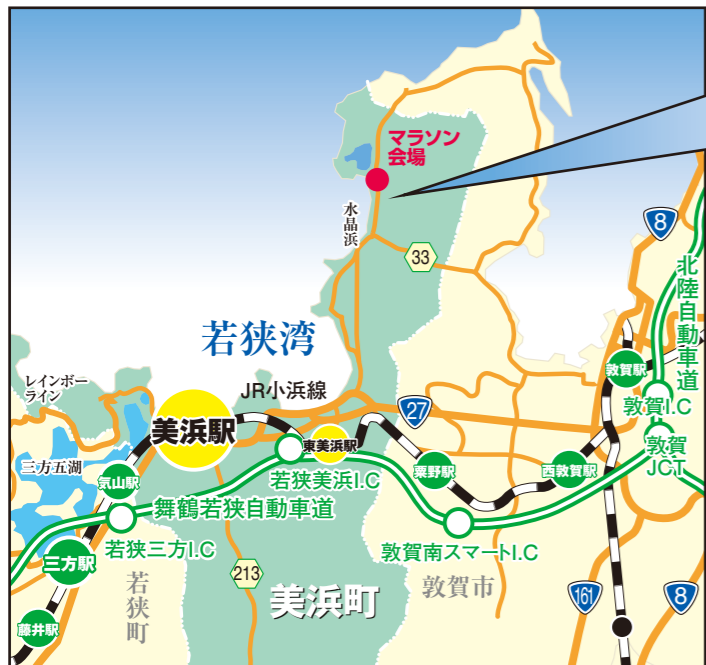 マラソン
会場
水晶浜
33
8
北陸自動車道
若狭湾
敦賀駅
レインボー
ライン
JR小浜線
27
敦賀I.C
美浜駅
東美浜駅
敦賀
JCT
三方五湖
気山駅
若狭美浜I.C
粟野駅
西敦賀駅
舞鶴若狭自動車道
若狭三方I.C
敦賀南スマートI.C
三方駅
若狭町
213
美浜町
敦賀市
161
8
藤井駅